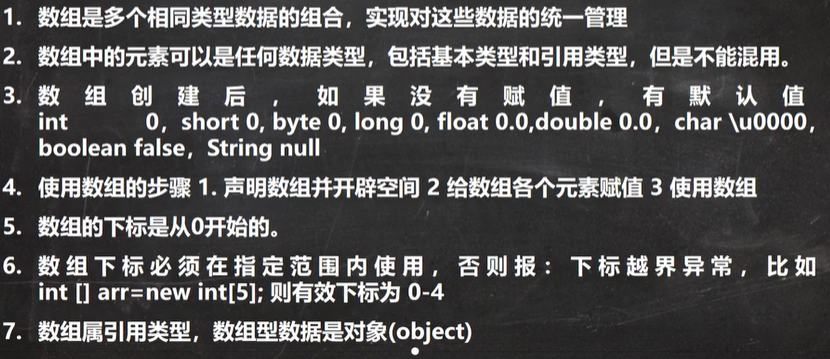 1. 数组是多个相同类型数据的组合，实现对这些数据的统一管理
2. 数组中的元素可以是任何数据类型，包括基本类型和引用类型，但是不能混用。
3. 数组创建后，如果没有赋值，有默认值
int 0，short 0, byte 0, long 0, float 0.0,double 0.0，char \u0000，
boolean false，String null
4. 使用数组的步骤 1. 声明数组并开辟空间 2 给数组各个元素赋值 3 使用数组
5. 数组的下标是从0开始的。
6. 数组下标必须在指定范围内使用，否则报：下标越界异常，比如
int [] arr=new int[5]; 则有效下标为 0-4
7. 数组属引用类型，数组型数据是对象(object)